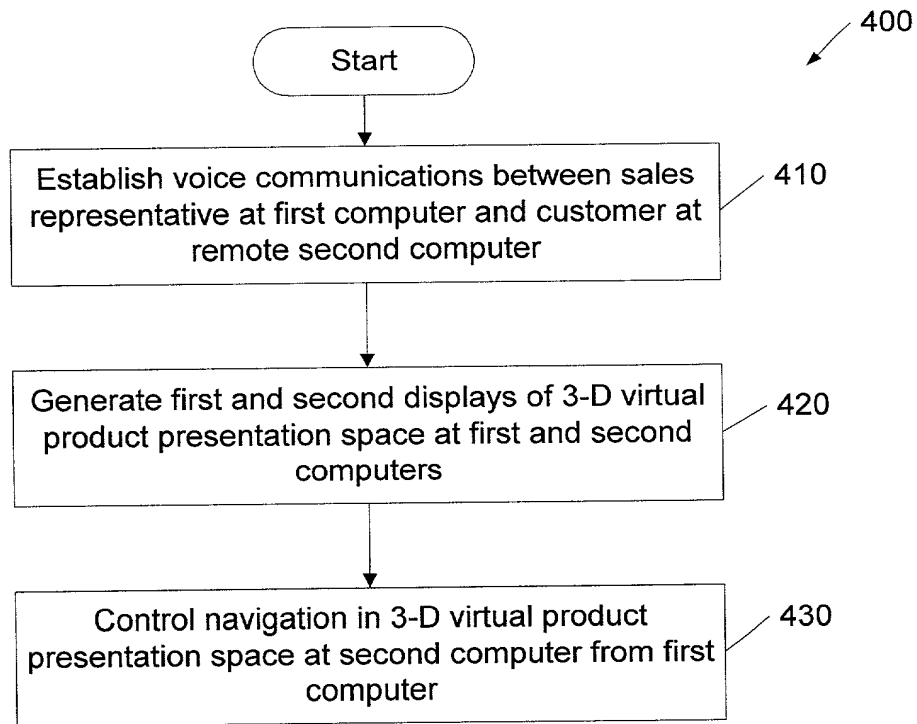 400
Start
Establish voice communications between sales
representative at first computer and customer at
remote second computer
410
Generate first and second displays of 3-D virtual
product presentation space at first and second
computers
420
Control navigation in 3-D virtual product
presentation space at second computer from first
computer
430